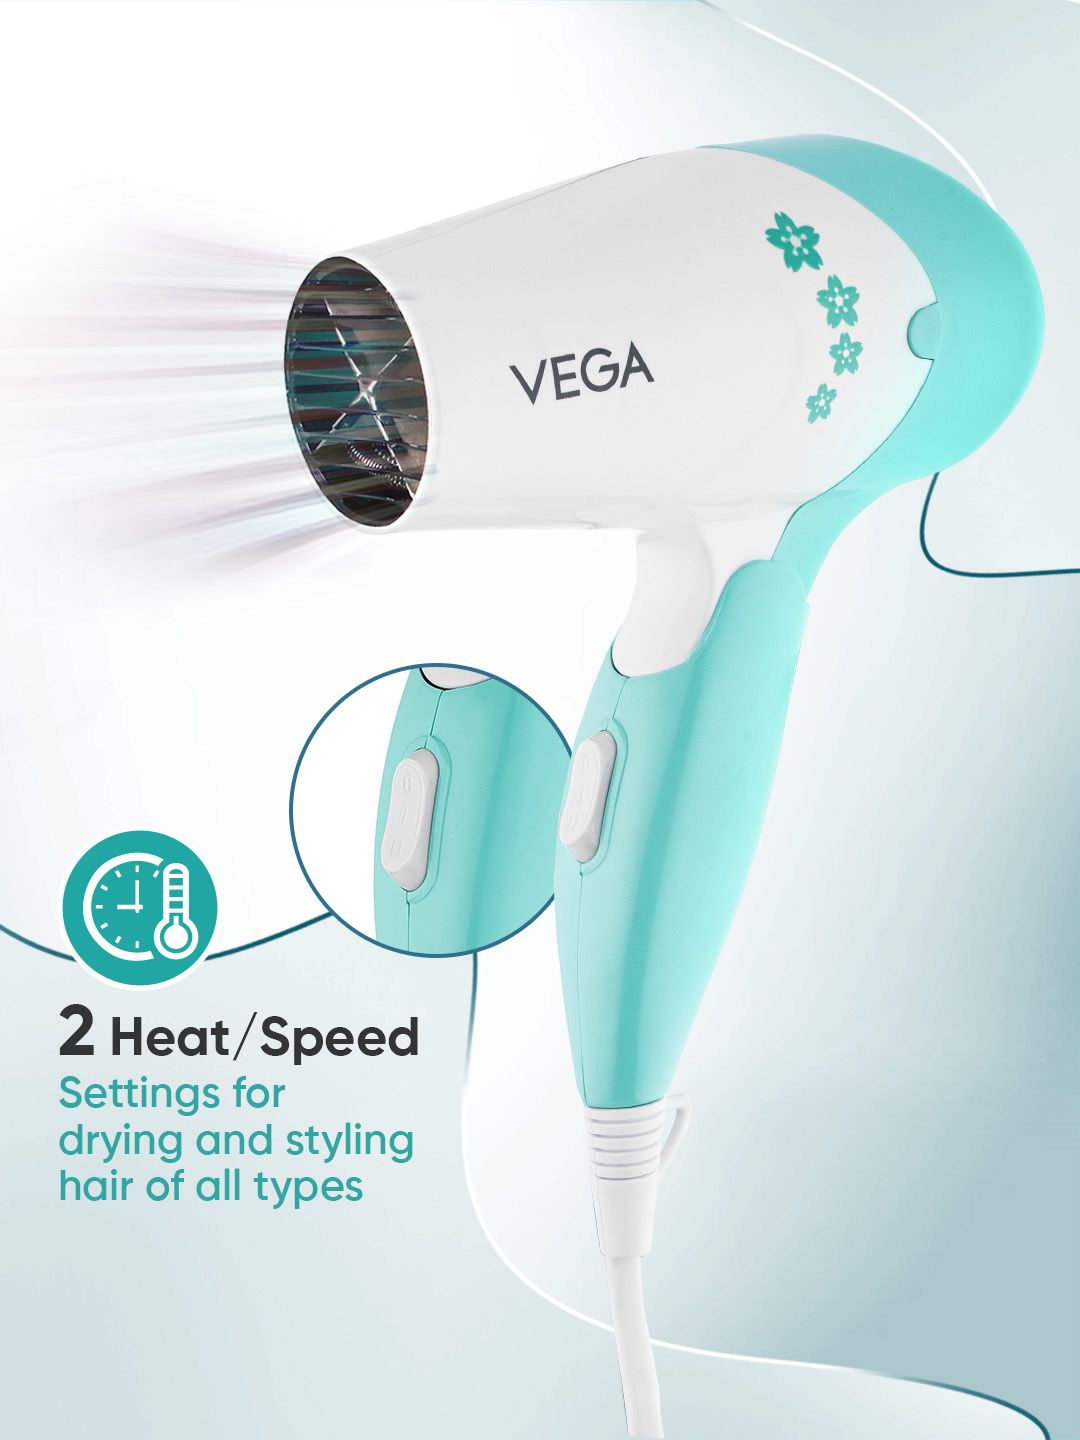 VEGA
2 Heat/Speed
Settings for
drying and styling
hair of all types